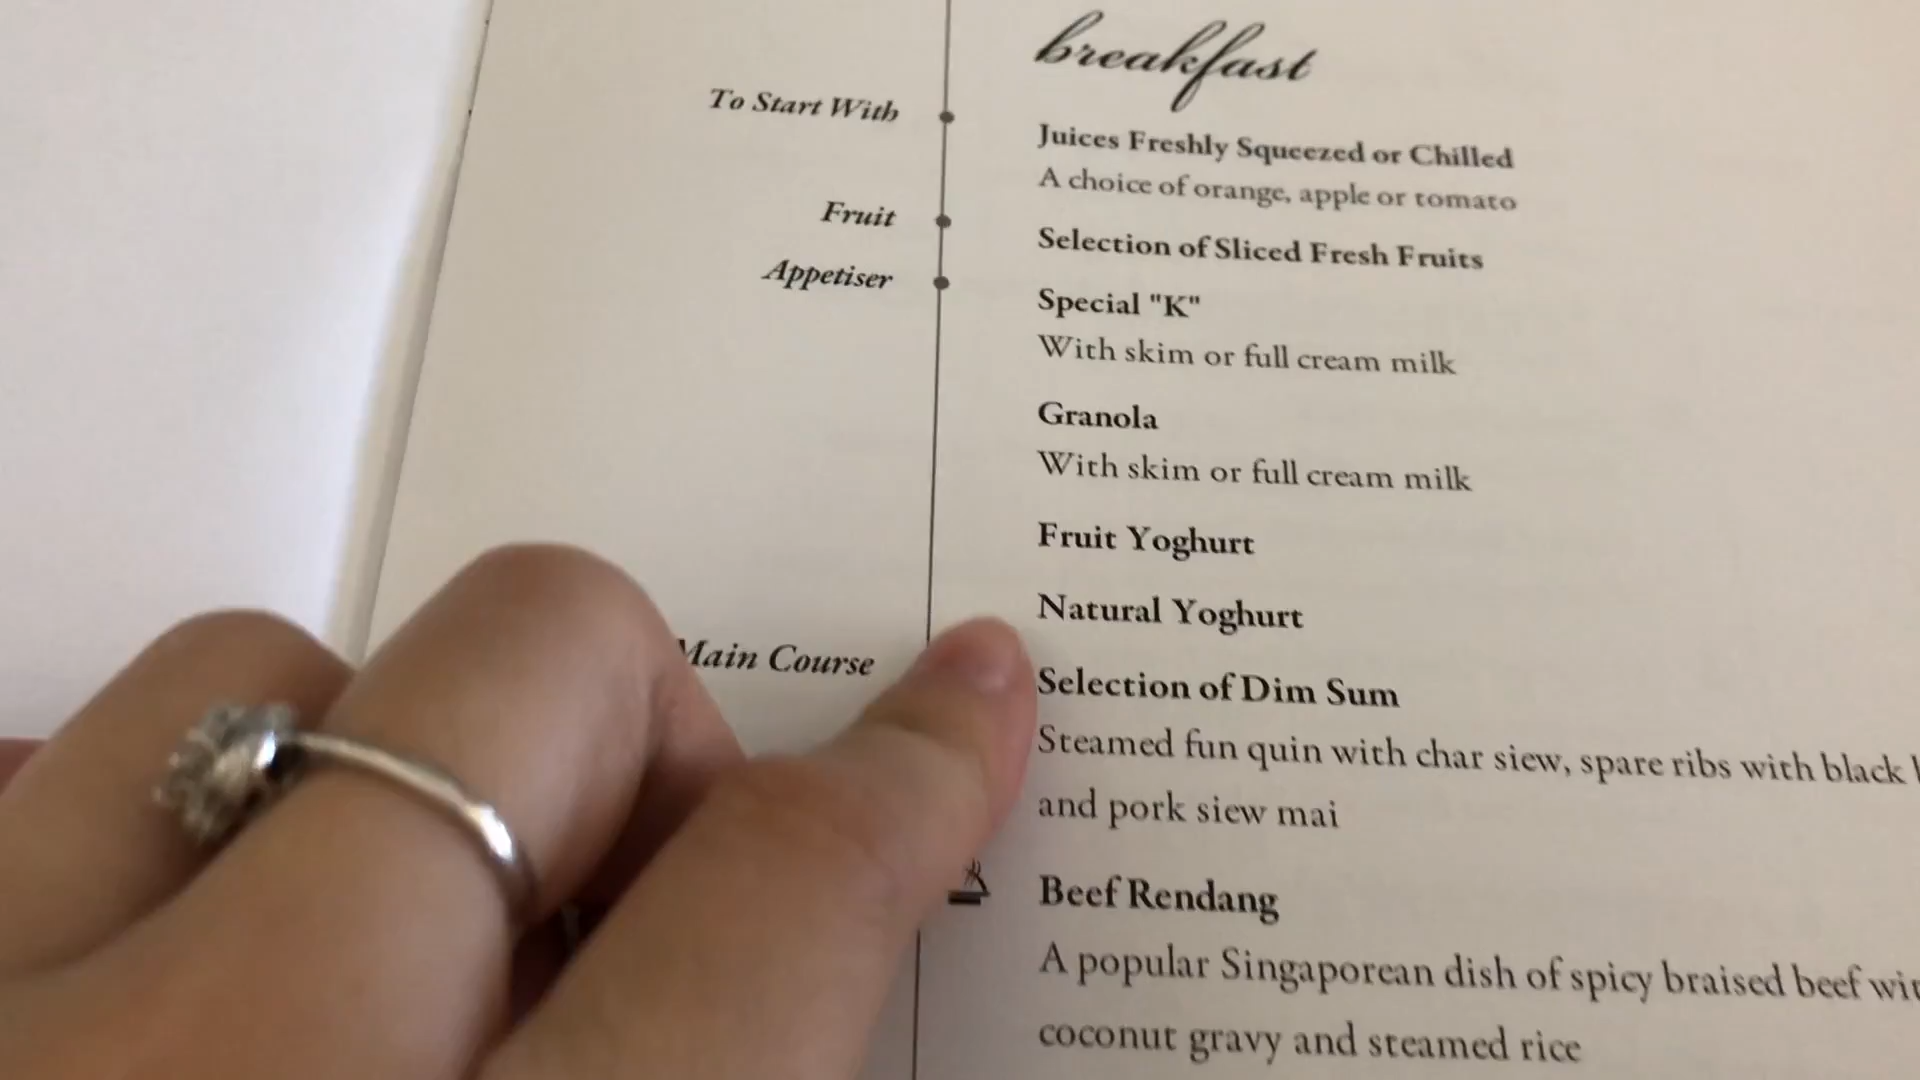 breakfast
To Start With
Juices Freshly Squeezed or Chilled
A choice of orange, apple or tomato
Fruit
Selection of Sliced Fresh Fruits
Appetiser
Special "K"
With skim or full cream milk
Granola
With skim or full cream milk
Fruit Yoghurt
Natural Yoghurt
Main Course
Selection of Dim Sum
Steamed fun quin with char siew, spare ribs with black
and pork siew mai
Beef Rendang
A popular Singaporean dish of spicy braised beef
coconut gravy and steamed rice